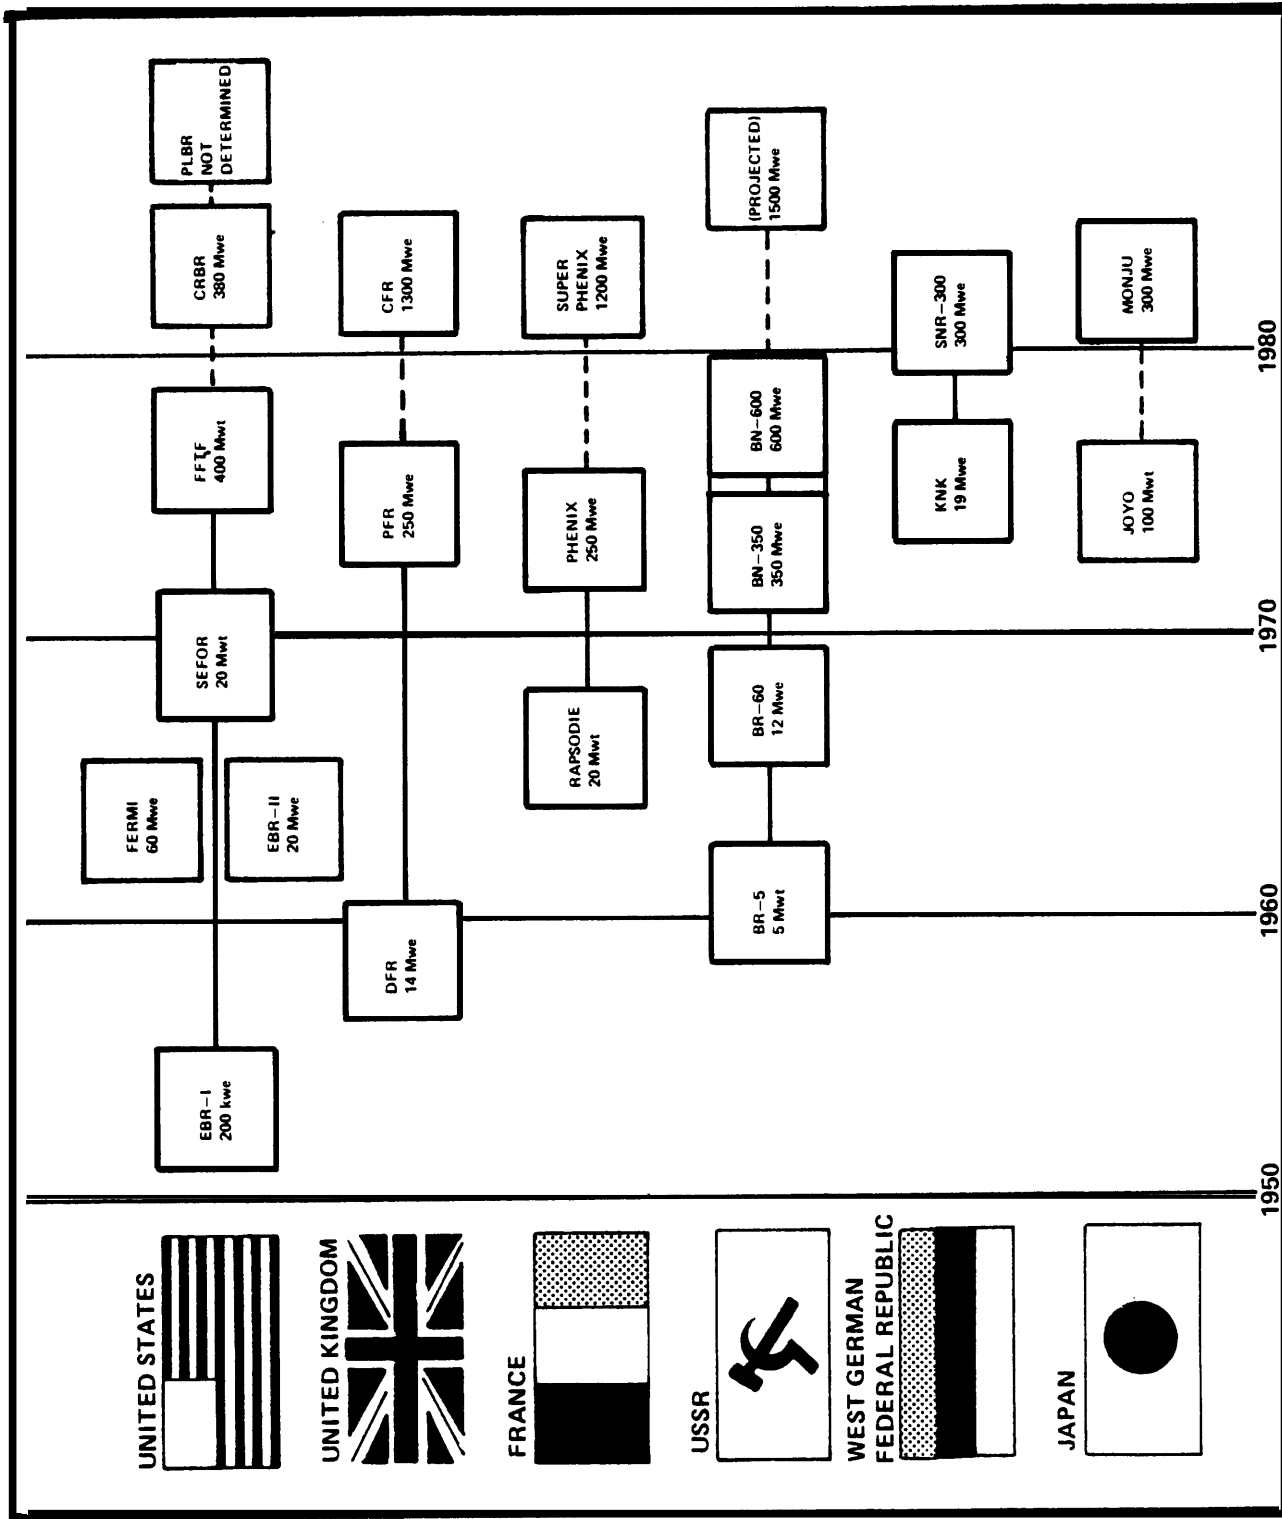 UNITED STATES
EBR-I
200 kwe
FERMI
60 Mwe
EBR-II
20 Mwe
SEFOR
20 Mwt
FFTF
400 Mwt
CRBR
380 Mwe
PLBR
NOT
DETERMINED
UNITED KINGDOM
DFR
14 Mwe
PFR
250 Mwe
CFR
1300 Mwe
FRANCE
RAPSODIE
20 Mwt
PHENIX
250 Mwe
SUPER
PHENIX
1200 Mwe
USSR
BR-5
5 Mwt
BR-60
12 Mwe
BN-350
350 Mwe
BN-600
600 Mwe
(PROJECTED)
1500 Mwe
WEST GERMAN
FEDERAL REPUBLIC
KNK
19 Mwe
SNR-300
300 Mwe
JAPAN
JOYO
100 Mwt
MONJU
300 Mwe
1950
1960
1970
1980